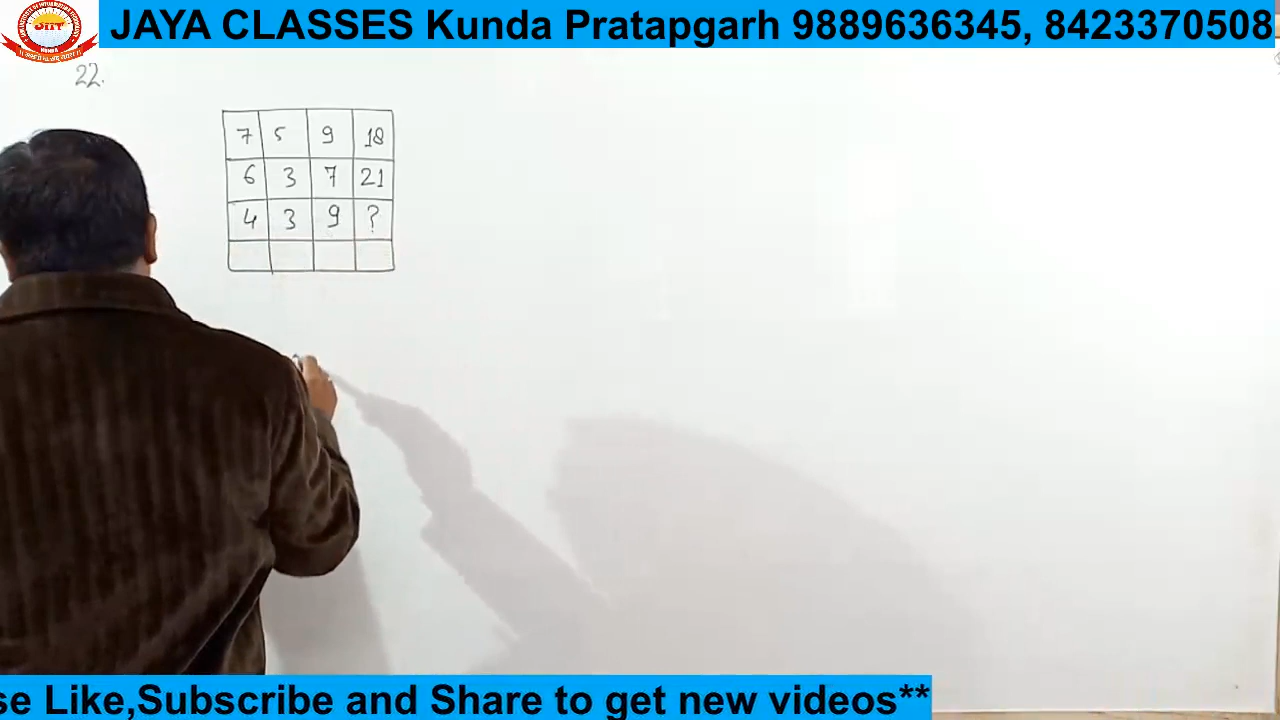 JAYA CLASSES Kunda Pratapgarh 9889636345, 8423370508
22.
7 5 9 18
6 3 7 21
4 3 9 ?
se Like,Subscribe and Share to get new videos**